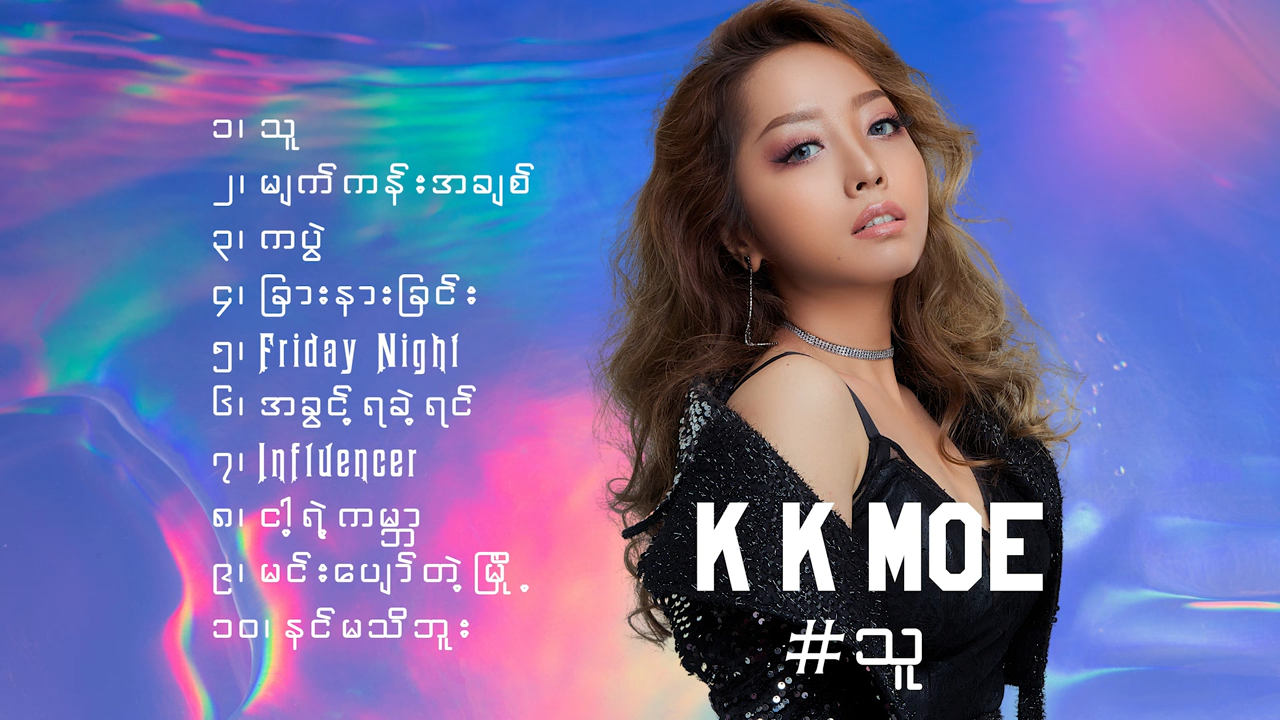 ၁၊ သူ
၂၊ မျက်ကန်းအချစ်
၃၊ ကပွဲ
၄၊ ခြားနားခြင်း
၅၊ Friday Night
၆၊ အခွင့်ရခဲ့ရင်
၇၊ Influencer
၈၊ ငါ့ရဲ့ကမ္ဘာ
၉၊ မင်းပျော်တဲ့မြို့
၁၀၊ နင်မသိဘူး
K K MOE
#သူ